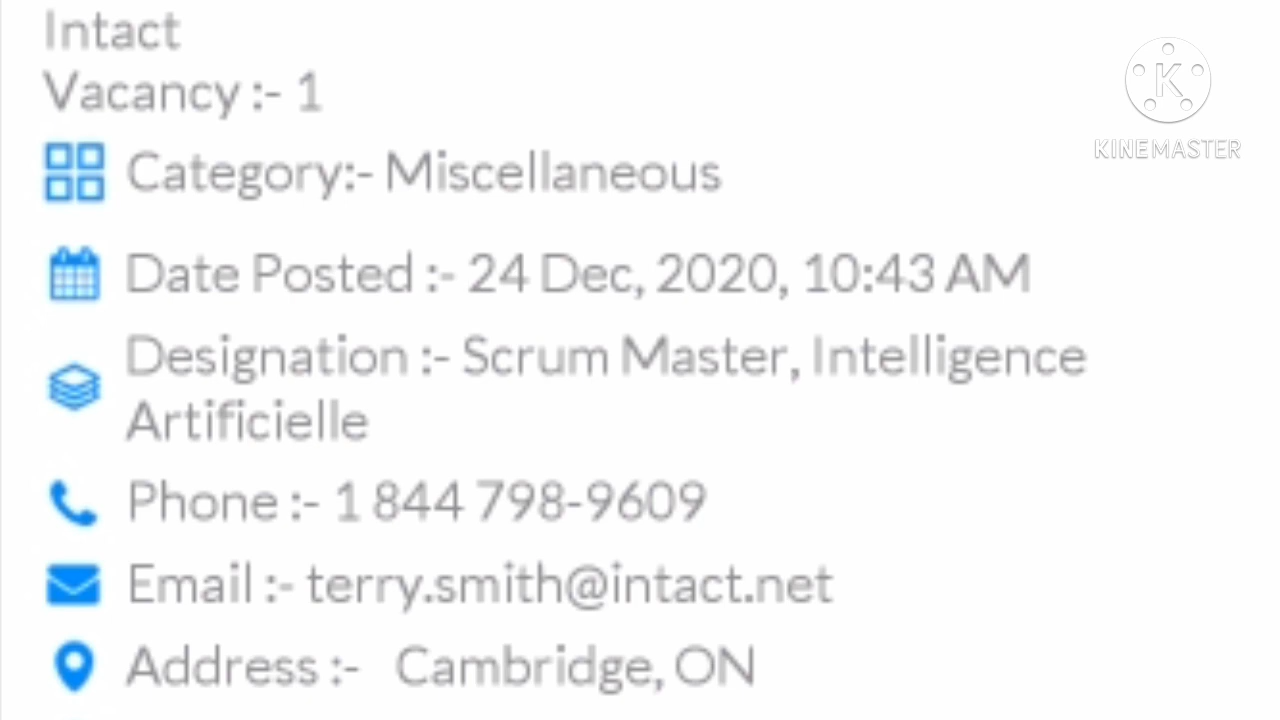 Intact
Vacancy :- 1
K
KINEMASTER
Category:- Miscellaneous
Date Posted :- 24 Dec, 2020, 10:43 AM
Designation :- Scrum Master, Intelligence
Artificielle
Phone :- 1 844 798-9609
Email :- terry.smith@intact.net
Address :- Cambridge, ON